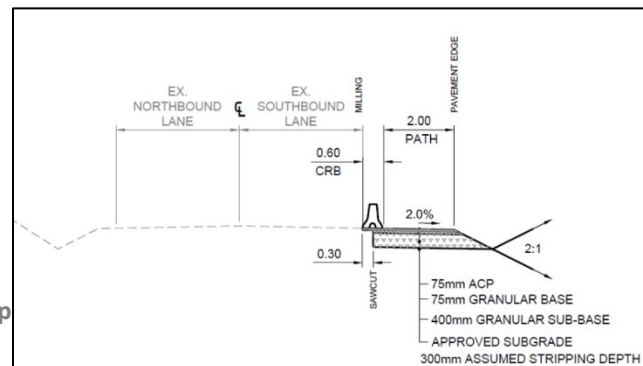 EX.
NORTHBOUND
LANE
℄
EX.
SOUTHBOUND
LANE
MILLING
PAVEMENT EDGE
2.00
PATH
0.60
CRB
2.0%
0.30
SAWCUT
2:1
75mm ACP
75mm GRANULAR BASE
400mm GRANULAR SUB-BASE
APPROVED SUBGRADE
300mm ASSUMED STRIPPING DEPTH
p